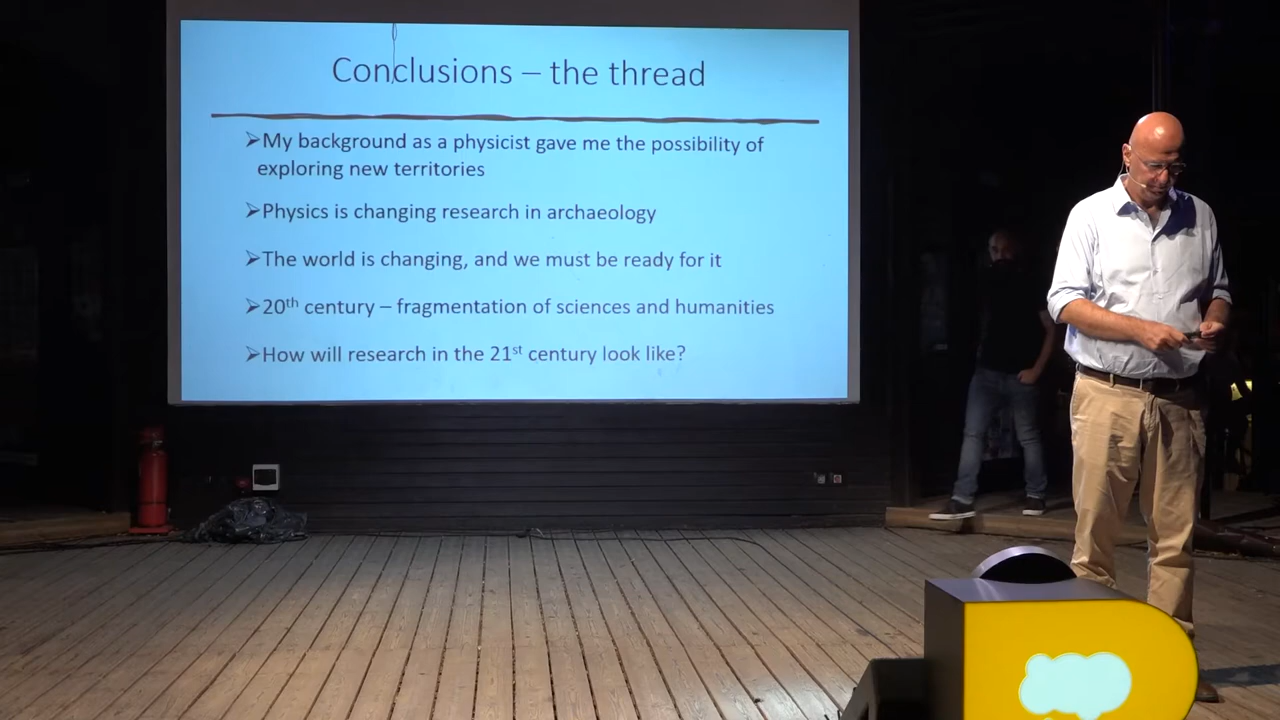 Conclusions – the thread
➢My background as a physicist gave me the possibility of
exploring new territories
➢Physics is changing research in archaeology
➢The world is changing, and we must be ready for it
➢20th century – fragmentation of sciences and humanities
➢How will research in the 21st century look like?